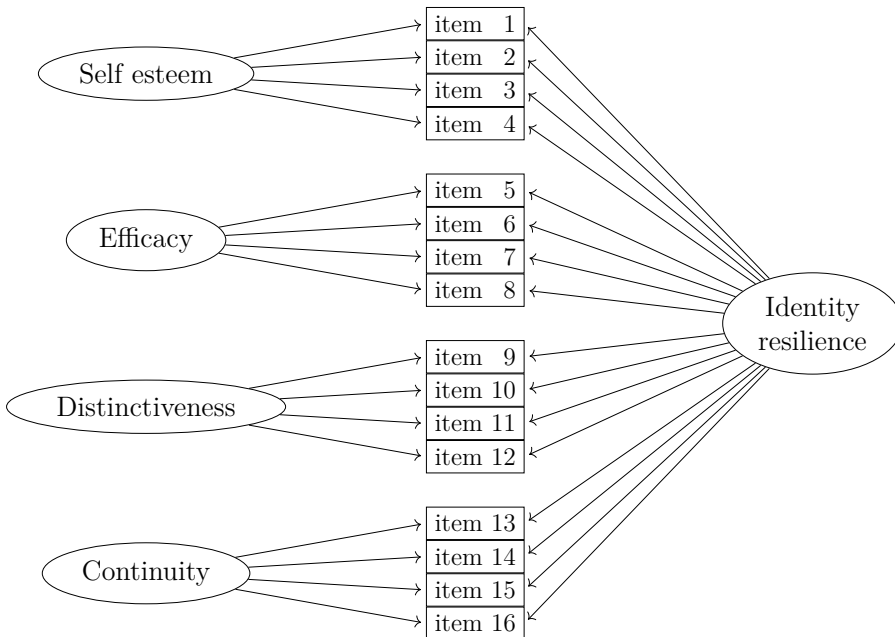 Self esteem
item 1
item 2
item 3
item 4
Efficacy
item 5
item 6
item 7
item 8
Identity
resilience
Distinctiveness
item 9
item 10
item 11
item 12
Continuity
item 13
item 14
item 15
item 16